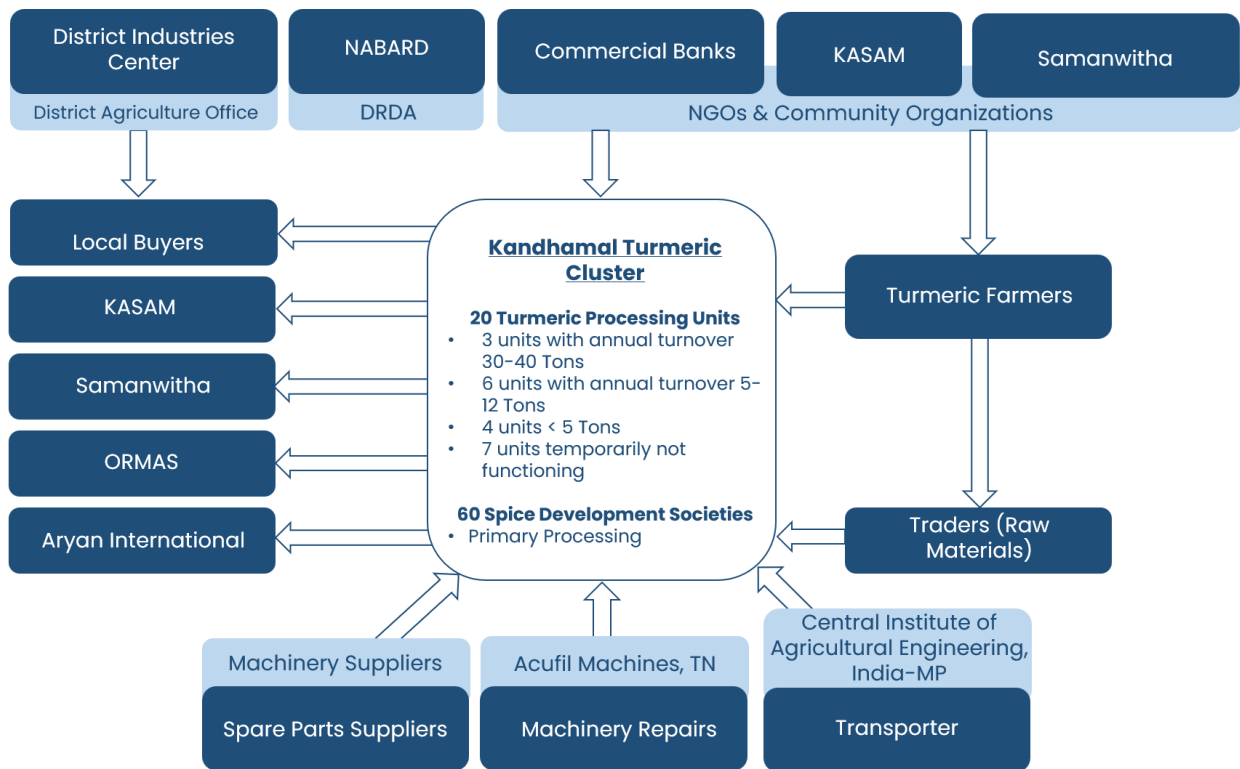 District Industries
Center
NABARD
Commercial Banks
KASAM
Samanwitha
District Agriculture Office
DRDA
NGOs & Community Organizations
Local Buyers
KASAM
Samanwitha
ORMAS
Aryan International
Kandhamal Turmeric
Cluster
20 Turmeric Processing Units
• 3 units with annual turnover
30-40 Tons
• 6 units with annual turnover 5-
12 Tons
• 4 units < 5 Tons
• 7 units temporarily not
functioning
60 Spice Development Societies
• Primary Processing
Turmeric Farmers
Traders (Raw
Materials)
Machinery Suppliers
Spare Parts Suppliers
Acufil Machines, TN
Machinery Repairs
Central Institute of
Agricultural Engineering,
India-MP
Transporter